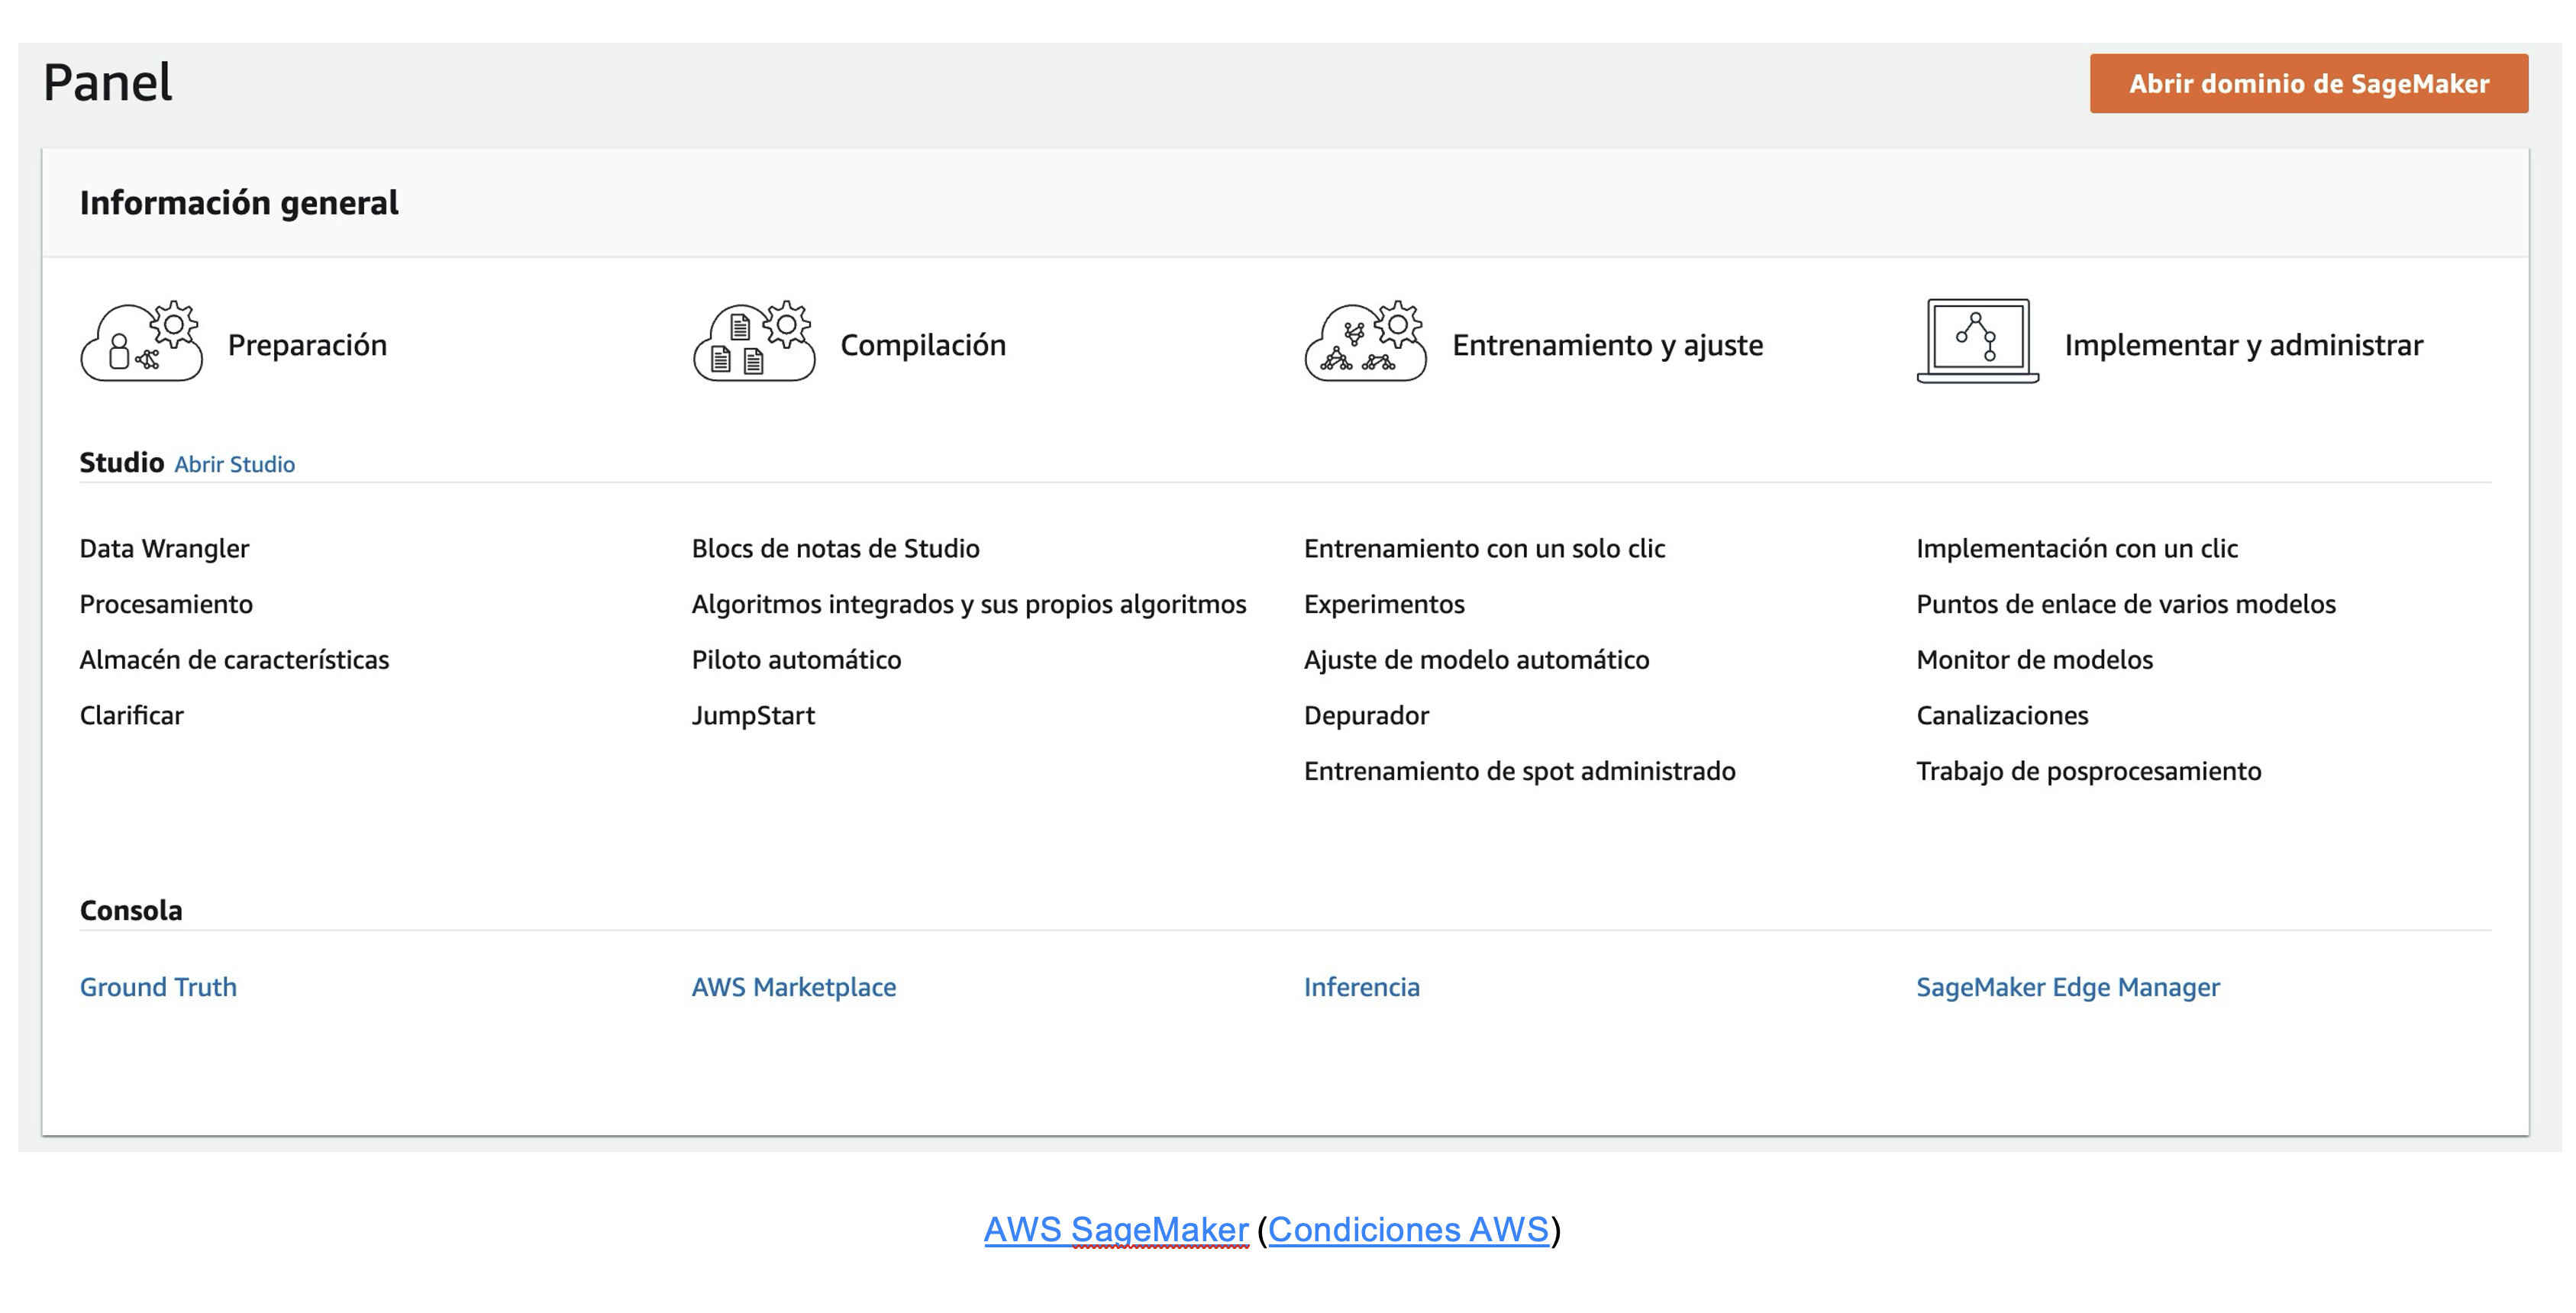 Panel
Abrir dominio de SageMaker
Información general
Preparación
Compilación
Entrenamiento y ajuste
Implementar y administrar
Studio Abrir Studio
Data Wrangler
Procesamiento
Almacén de características
Clarificar
Blocs de notas de Studio
Algoritmos integrados y sus propios algoritmos
Piloto automático
JumpStart
Entrenamiento con un solo clic
Experimentos
Ajuste de modelo automático
Depurador
Entrenamiento de spot administrado
Implementación con un clic
Puntos de enlace de varios modelos
Monitor de modelos
Canalizaciones
Trabajo de posprocesamiento
Consola
Ground Truth
AWS Marketplace
Inferencia
SageMaker Edge Manager
AWS SageMaker (Condiciones AWS)